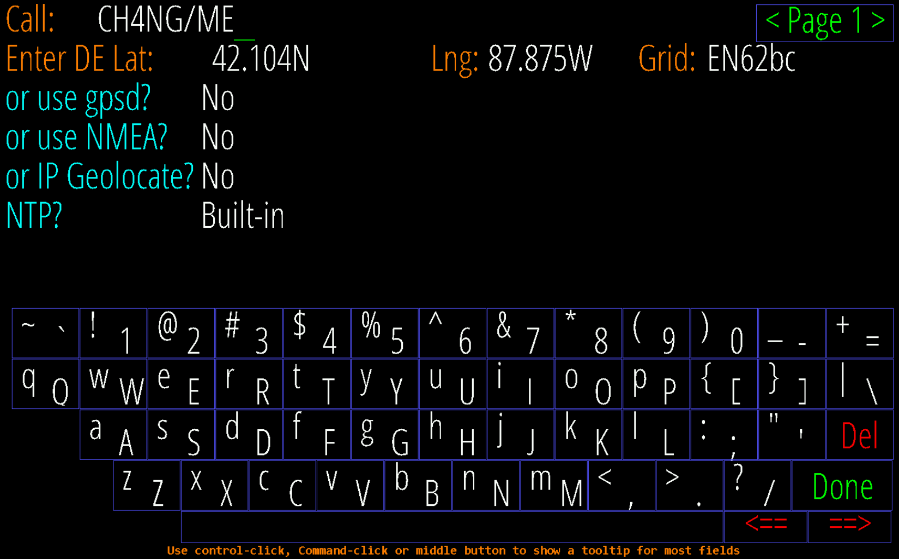 Call: CH4NG/ME < Page 1 >
Enter DE Lat: 42.104N Lng: 87.875W Grid: EN62bc
or use gpsd? No
or use NMEA? No
or IP Geolocate? No
NTP? Built-in
~ ` ! 1 @ 2 # 3 $ 4 % 5 ^ 6 & 7 * 8 ( 9 ) 0 _ - + =
q Q w W e E r R t T y Y u U i I o O p P { [ } ] | \
a A s S d D f F g G h H j J k K l L : ; " ' Del
z Z x X c C v V b B n N m M < , > . ? / Done
<== ==>
Use control-click, Command-click or middle button to show a tooltip for most fields